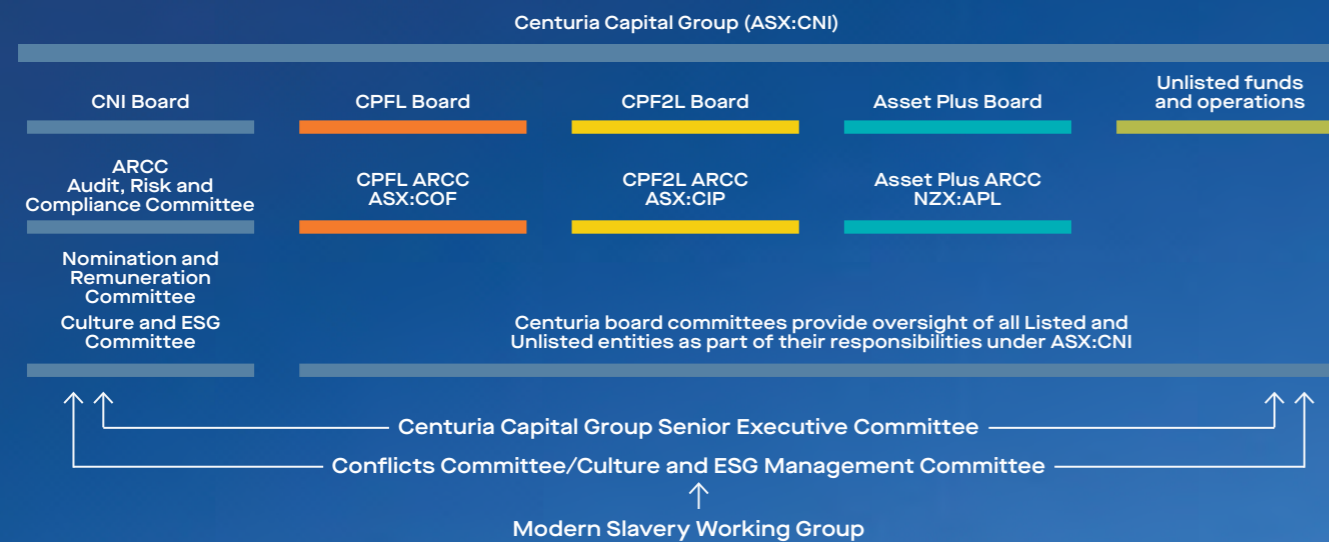 Centuria Capital Group (ASX:CNI)
CNI Board
CPFL Board
CPF2L Board
Asset Plus Board
Unlisted funds
and operations
ARCC
Audit, Risk and
Compliance Committee
CPFL ARCC
ASX:COF
CPF2L ARCC
ASX:CIP
Asset Plus ARCC
NZX:APL
Nomination and
Remuneration
Committee
Culture and ESG
Committee
Centuria board committees provide oversight of all Listed and
Unlisted entities as part of their responsibilities under ASX:CNI
Centuria Capital Group Senior Executive Committee
Conflicts Committee/Culture and ESG Management Committee
Modern Slavery Working Group